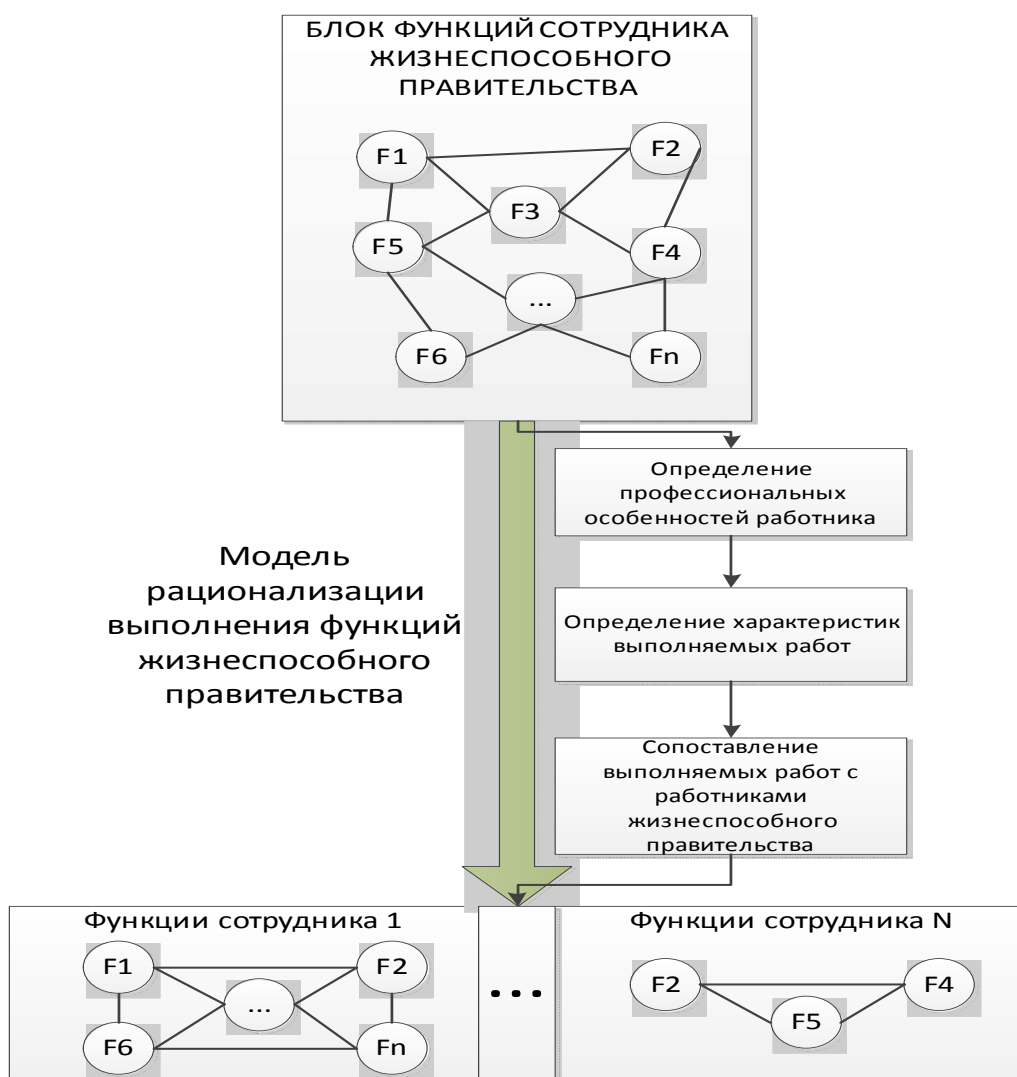 БЛОК ФУНКЦИЙ СОТРУДНИКА
ЖИЗНЕСПОСОБНОГО
ПРАВИТЕЛЬСТВА
F1
F2
F3
F5
F4
...
F6
Fn
Определение
профессиональных
особенностей работника
Модель
рационализации
выполнения функций
жизнеспособного
правительства
Определение характеристик
выполняемых работ
Сопоставление
выполняемых работ с
работниками
жизнеспособного
правительства
Функции сотрудника 1
F1
F2
...
F6
Fn
...
Функции сотрудника N
F2
F4
F5